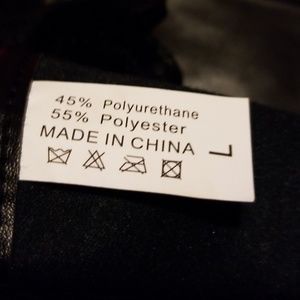 45% Polyurethane
55% Polyester
MADE IN CHINA
L